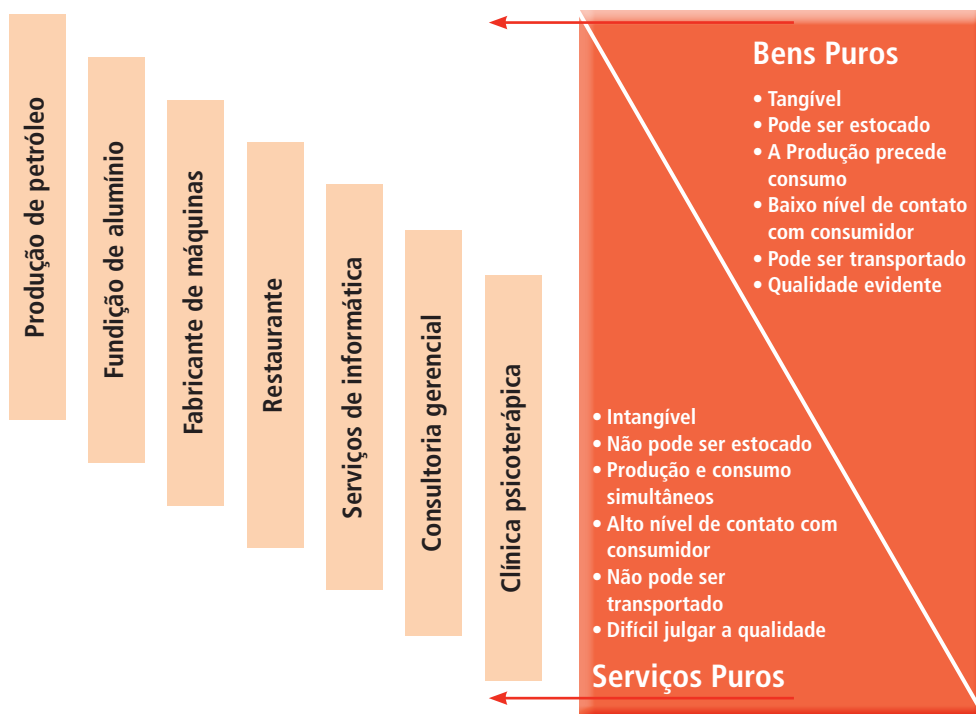 Produção de petróleo
Fundição de alumínio
Fabricante de máquinas
Restaurante
Serviços de informática
Consultoria gerencial
Clínica psicoterápica
Bens Puros
• Tangível
• Pode ser estocado
• A Produção precede
consumo
• Baixo nível de contato
com consumidor
• Pode ser transportado
• Qualidade evidente
• Intangível
• Não pode ser estocado
• Produção e consumo
simultâneos
• Alto nível de contato com
consumidor
• Não pode ser
transportado
• Difícil julgar a qualidade
Serviços Puros